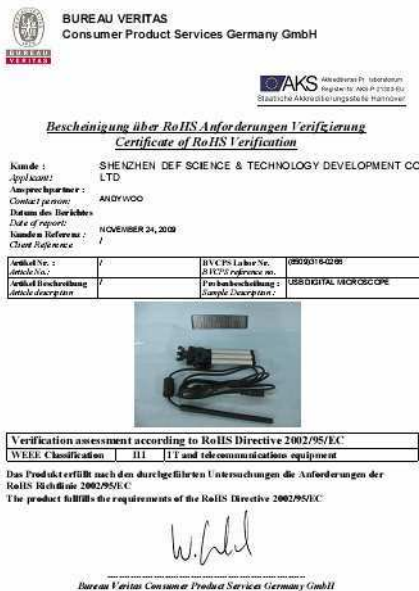 BUREAU VERITAS
Consumer Product Services Germany GmbH
BUREAU
VERITAS
AKS
Staatliche Akkreditierungsstelle Hannover
Bescheinigung über RoHS Anforderungen Verifizierung
Certificate of RoHS Verification
Kunde : SHENZHEN DEF SCIENCE & TECHNOLOGY DEVELOPMENT CO
Applicant: LTD
Ansprechpartner :
Contact person: ANDY WOO
Datum des Berichtes
Date of report: NOVEMBER 24, 2009
Kunden Referenz : /
Client Reference
Artikel Nr. : / BVCPS Labor Nr.
Article No.: BVCPS reference no.
Artikel Beschreibung / Probenbeschreibung : USB DIGITAL MICROSCOPE
Article description Sample Description :
Verification assessment according to RoHS Directive 2002/95/EC
WEEE Classification III IT and telecommunications equipment
Das Produkt erfüllt nach den durchgeführten Untersuchungen die Anforderungen der
RoHS Richtlinie 2002/95/EC
The product fullfills the requirements of the RoHS Directive 2002/95/EC
Bureau Veritas Consumer Product Services Germany GmbH